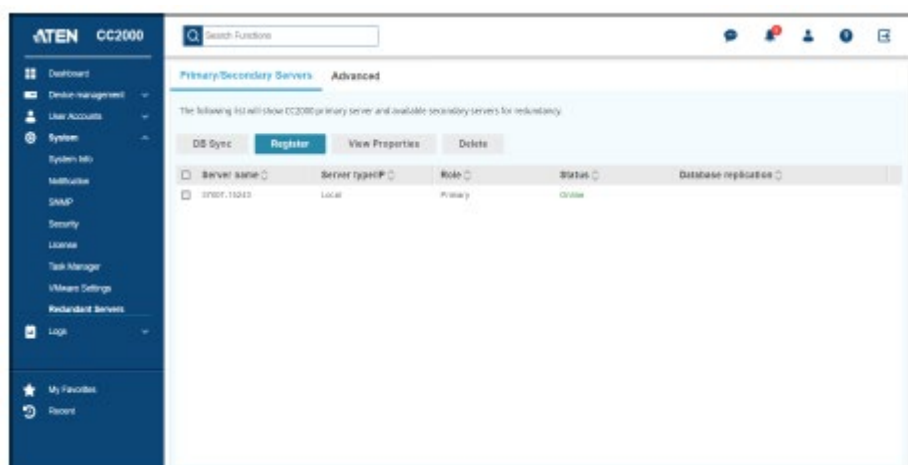 ATEN CC2000
Search Functions
Dashboard
Device management
User Accounts
System
System Info
Notification
SNMP
Security
License
Task Manager
VMware Settings
Redundant Servers
Logs
My Favorites
Recent
Primary/Secondary Servers Advanced
The following list will show CC2000 primary server and available secondary servers for redundancy.
DB Sync Register View Properties Delete
Server name Server type/IP Role Status Database replication
Local Primary Online